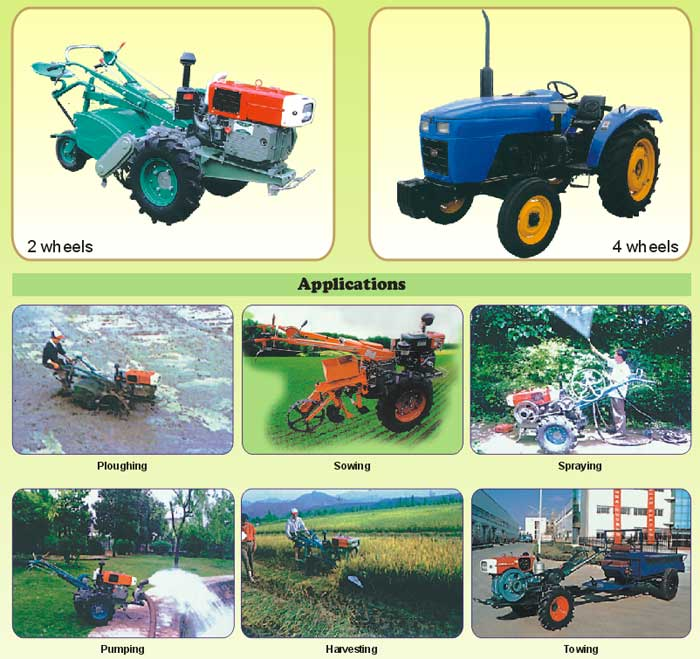 2 wheels
4 wheels
Applications
Ploughing
Sowing
Spraying
Pumping
Harvesting
Towing